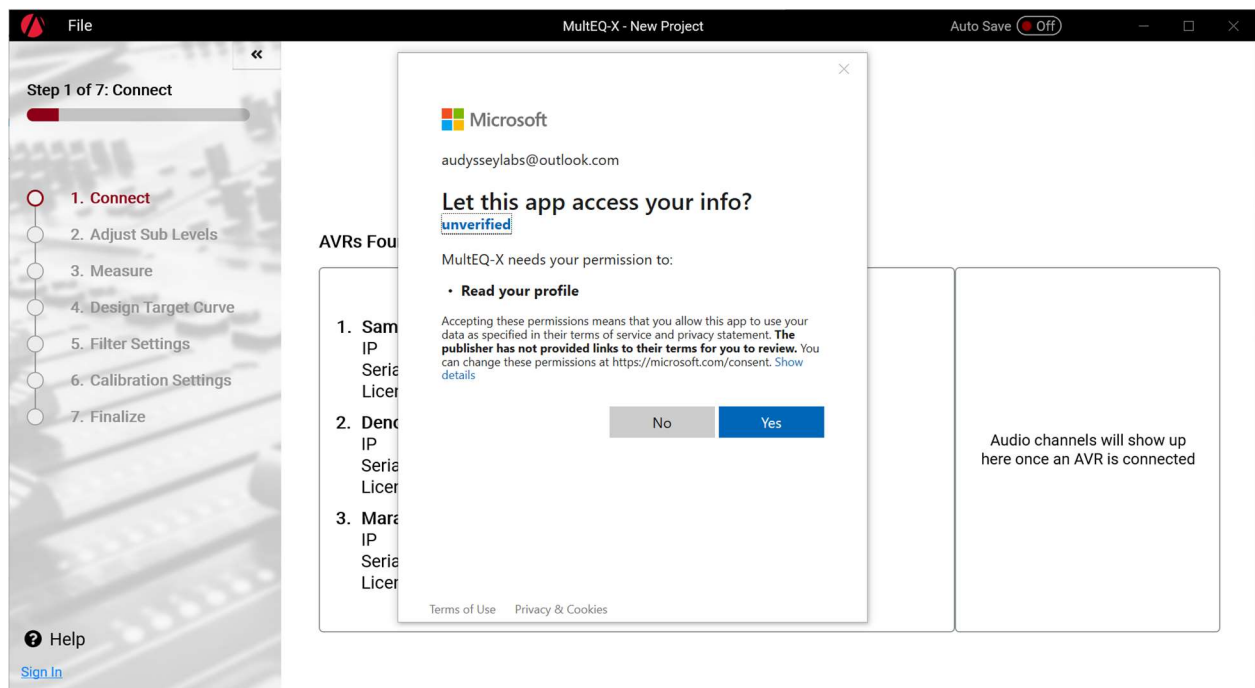 File
MultEQ-X - New Project
Auto Save
Off
Step 1 of 7: Connect
1. Connect
2. Adjust Sub Levels
3. Measure
4. Design Target Curve
5. Filter Settings
6. Calibration Settings
7. Finalize
Help
Sign In
AVRs Fou
1. Sam
IP
Seria
Licer
2. Deno
IP
Seria
Licer
3. Mara
IP
Seria
Licer
Microsoft
audysseylabs@outlook.com
Let this app access your info?
unverified
MultEQ-X needs your permission to:
• Read your profile
Accepting these permissions means that you allow this app to use your
data as specified in their terms of service and privacy statement. The
publisher has not provided links to their terms for you to review. You
can change these permissions at https://microsoft.com/consent. Show
details
No
Yes
Terms of Use
Privacy & Cookies
Audio channels will show up
here once an AVR is connected